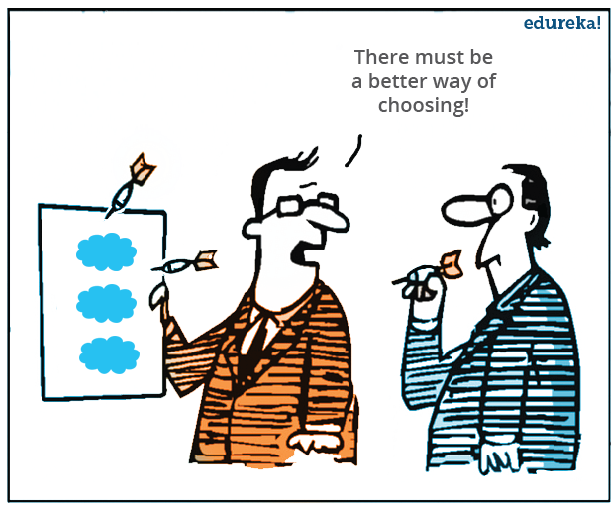 edureka!
There must be
a better way of
choosing!